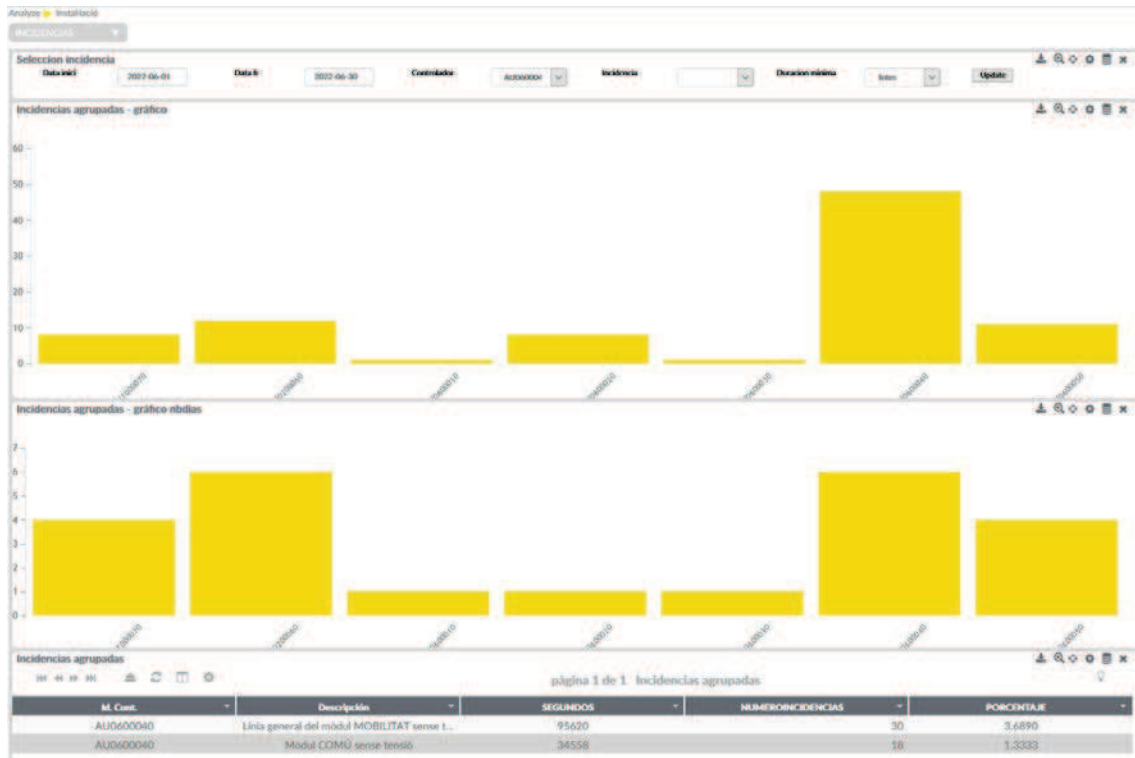 Analyze Instal·lació
INCIDENCIAS
Seleccion incidencia
Data inici 2022-06-01 Data fi 2022-06-30 Controlador Incidencia Duracion minima Update
Incidencias agrupadas - gráfico
60
50
40
30
20
10
0
Incidencias agrupadas - gráfico nbdias
7
6
5
4
3
2
1
0
Incidencias agrupadas
página 1 de 1 Incidencias agrupadas
Id. Cont. Descripción SEGUNDOS NUMEROINCIDENCIAS PORCENTAJE
AU0600040 Línia general del mòdul MOBILITAT sense t... 95620 30 3.6890
AU0600040 Mòdul COMÚ sense tensió 34558 18 1.3333